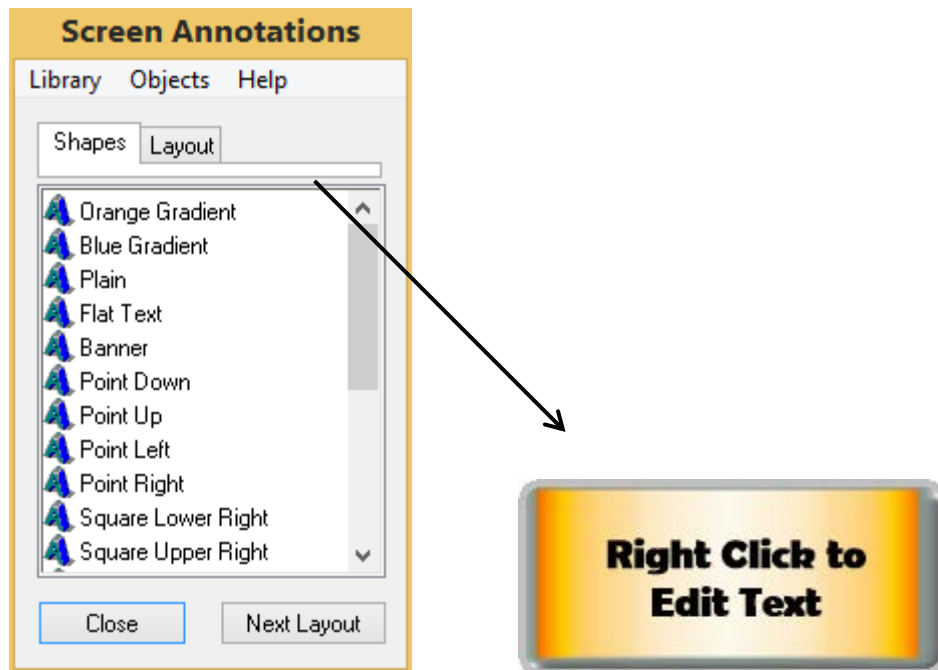 Screen Annotations
Library Objects Help
Shapes Layout
Orange Gradient
Blue Gradient
Plain
Flat Text
Banner
Point Down
Point Up
Point Left
Point Right
Square Lower Right
Square Upper Right
Close Next Layout
Right Click to
Edit Text